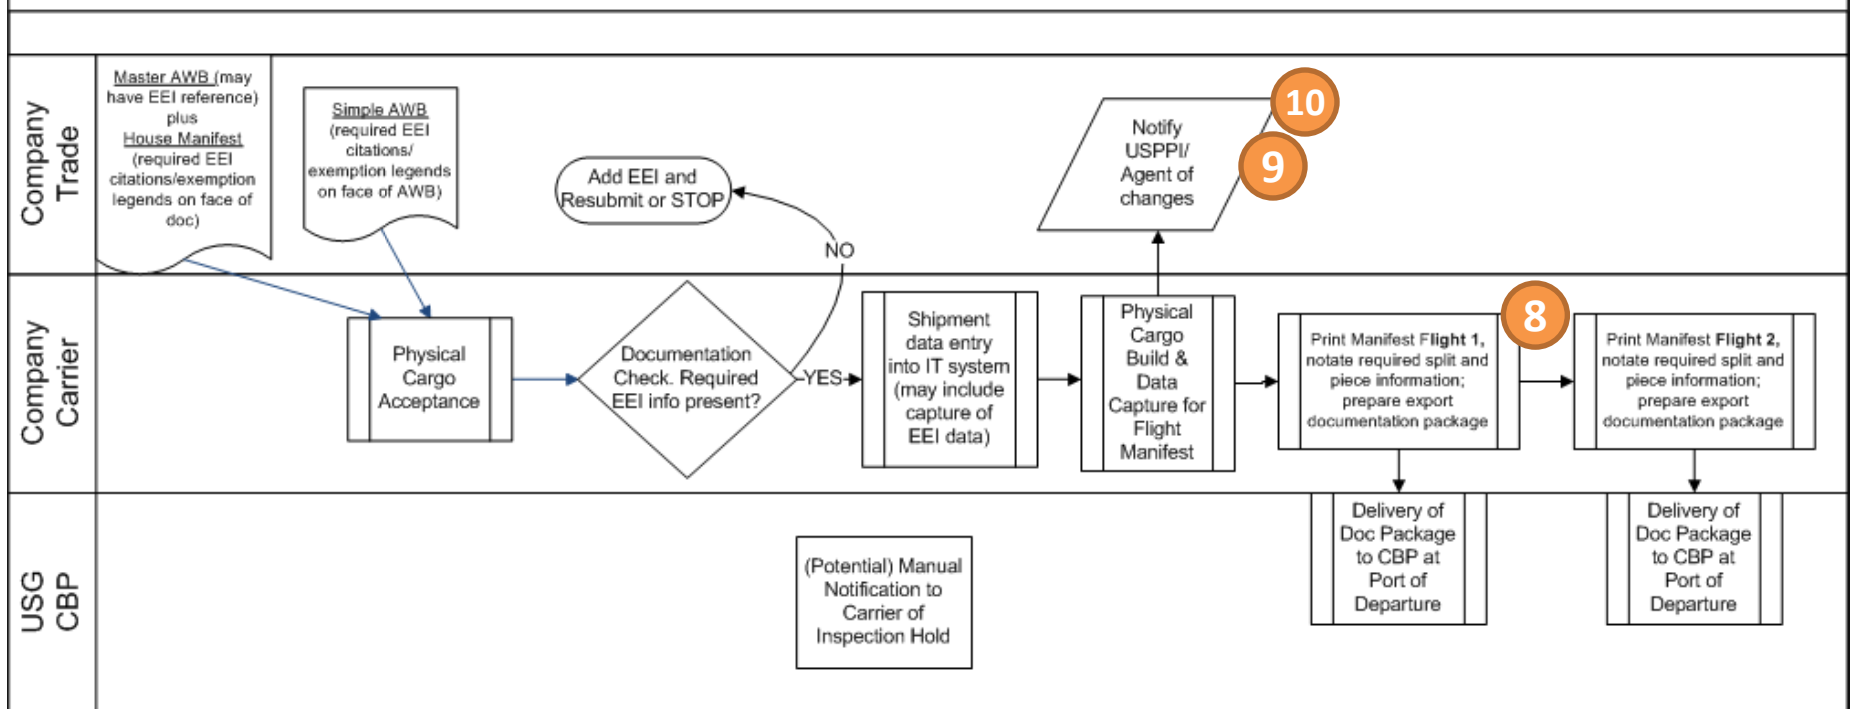 Company
Trade
Master AWB (may
have EEI reference)
plus
House Manifest
(required EEI
citations/exemption
legends on face of
doc)
Simple AWB
(required EEI
citations/
exemption legends
on face of AWB)
Add EEI and
Resubmit or STOP
NO
Notify
USPPI/
Agent of
changes
10
9
Company
Carrier
Physical
Cargo
Acceptance
Documentation
Check. Required
EEI info present?
YES
Shipment
data entry
into IT system
(may include
capture of
EEI data)
Physical
Cargo
Build &
Data
Capture for
Flight
Manifest
Print Manifest Flight 1,
notate required split and
piece information;
prepare export
documentation package
8
Print Manifest Flight 2,
notate required split and
piece information;
prepare export
documentation package
USG
CBP
(Potential) Manual
Notification to
Carrier of
Inspection Hold
Delivery of
Doc Package
to CBP at
Port of
Departure
Delivery of
Doc Package
to CBP at
Port of
Departure